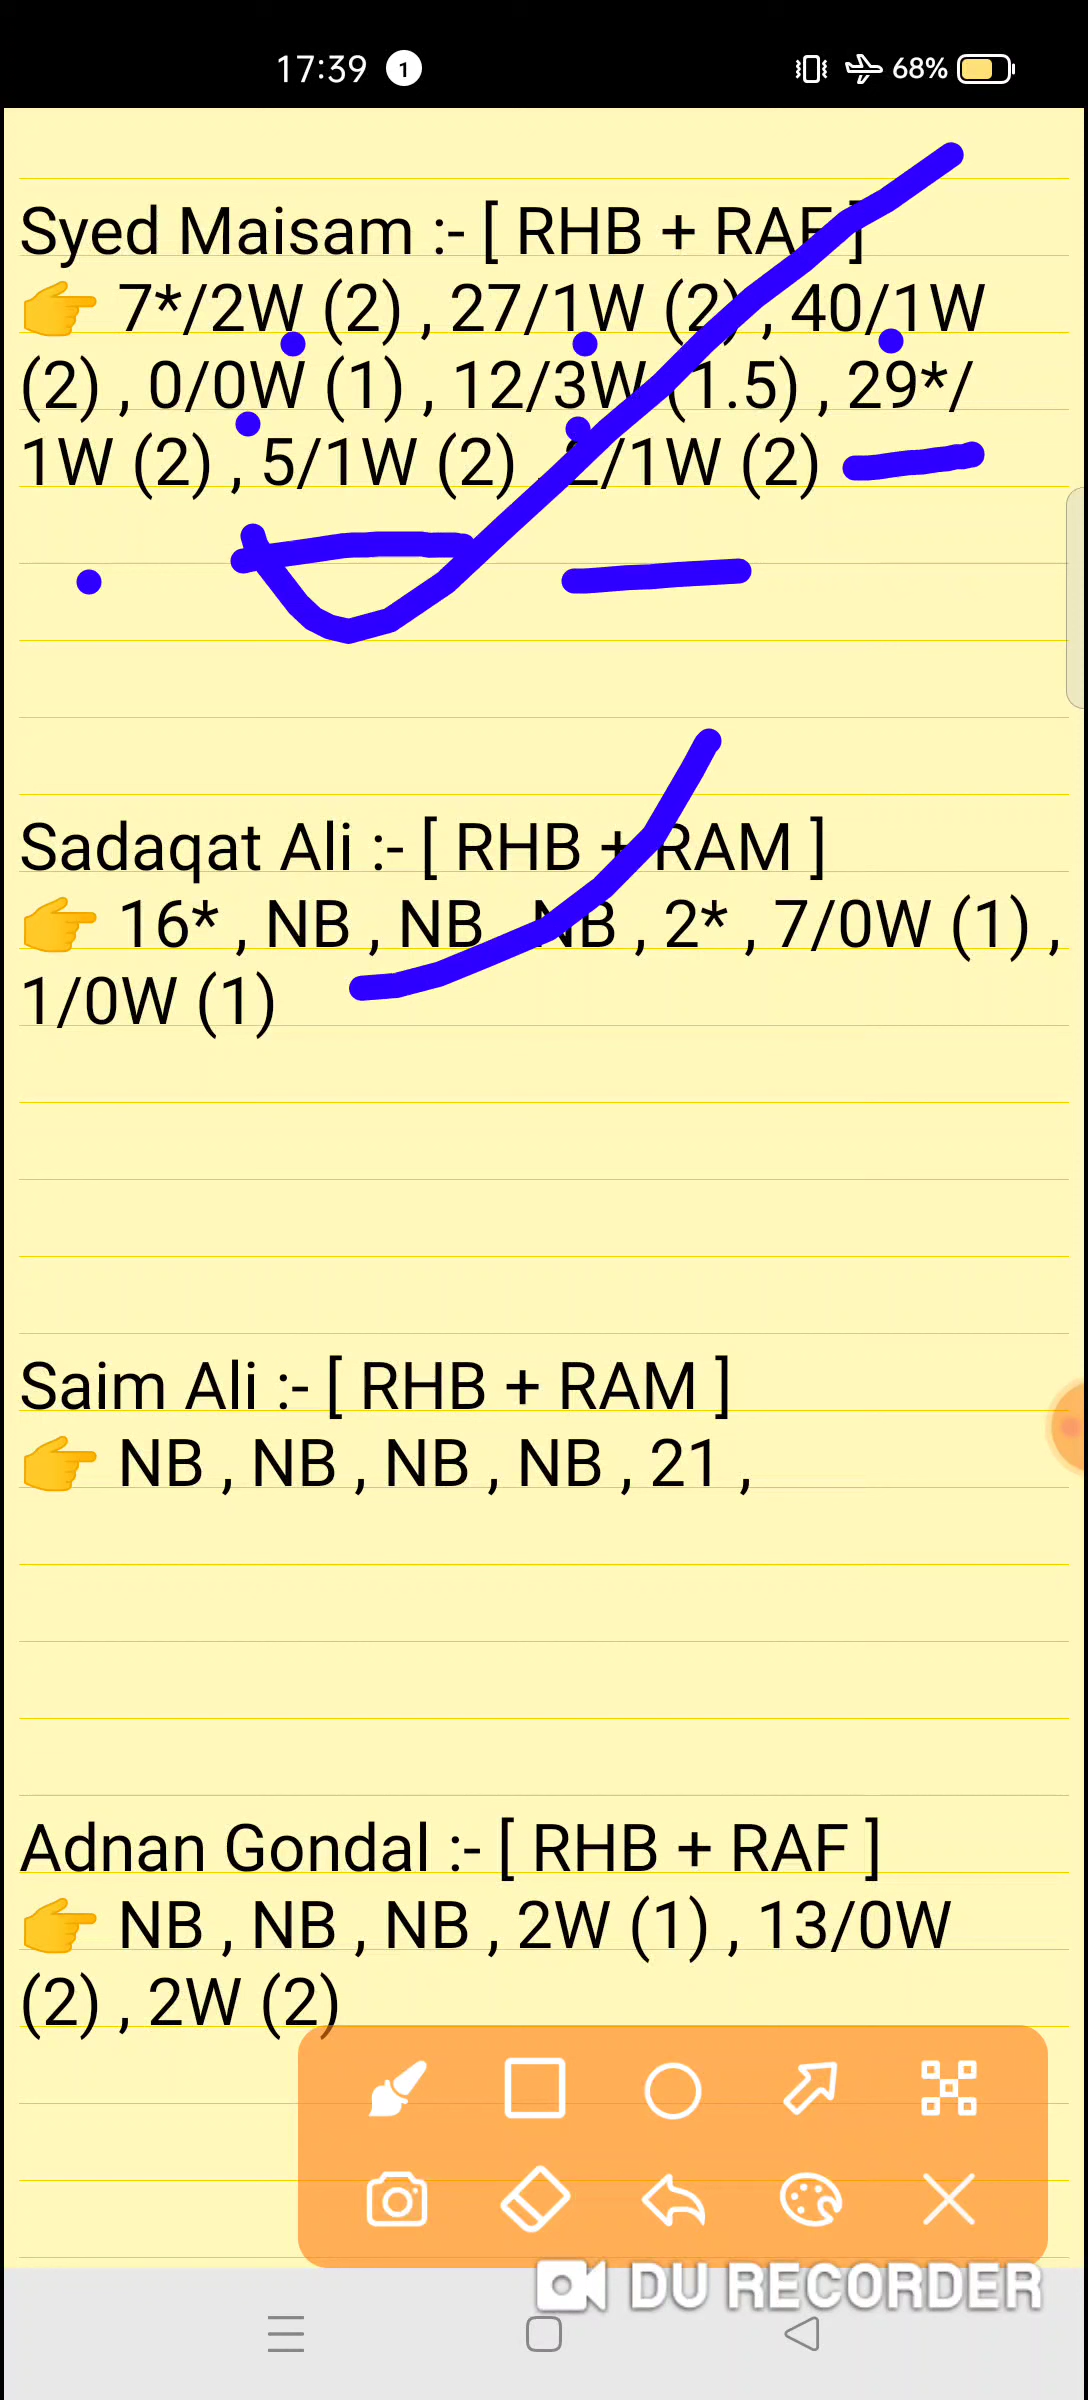 17:39 1 68%
Syed Maisam :- [ RHB + RAF ]
👉 7*/2W (2) , 27/1W (2) , 40/1W
(2) , 0/0W (1) , 12/3W (1.5) , 29*/
1W (2) , 5/1W (2) , 2/1W (2)
Sadaqat Ali :- [ RHB + RAM ]
👉 16* , NB , NB , NB , 2* , 7/0W (1) ,
1/0W (1)
Saim Ali :- [ RHB + RAM ]
👉 NB , NB , NB , NB , 21 ,
Adnan Gondal :- [ RHB + RAF ]
👉 NB , NB , NB , 2W (1) , 13/0W
(2) , 2W (2)
DU RECORDER